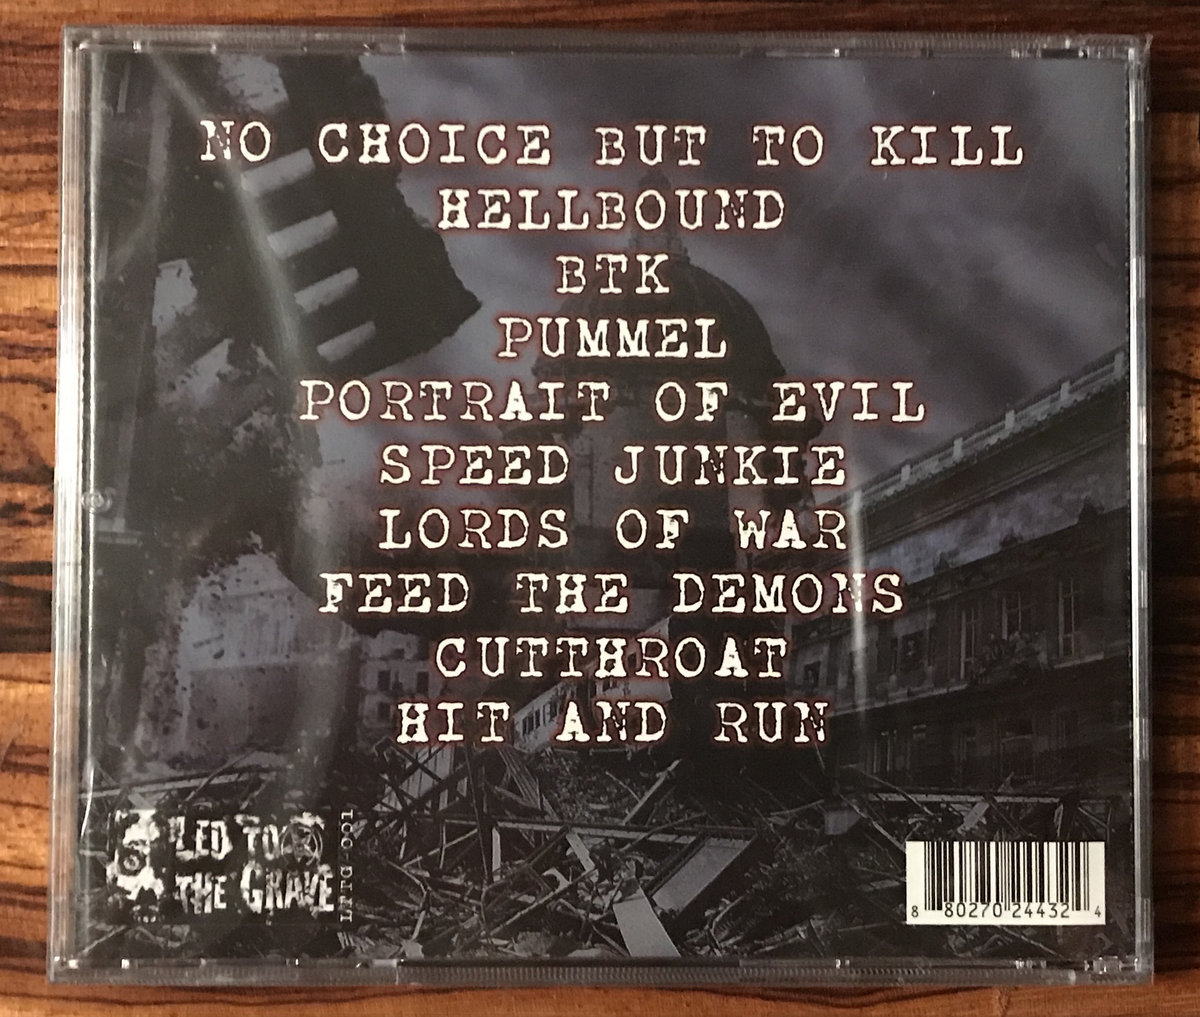 NO CHOICE BUT TO KILL
HELLBOUND
BTK
PUMMEL
PORTRAIT OF EVIL
SPEED JUNKIE
LORDS OF WAR
FEED THE DEMONS
CUTTHROAT
HIT AND RUN
LED TO
THE GRAVE
LTTG-001
8 80270 24432 4